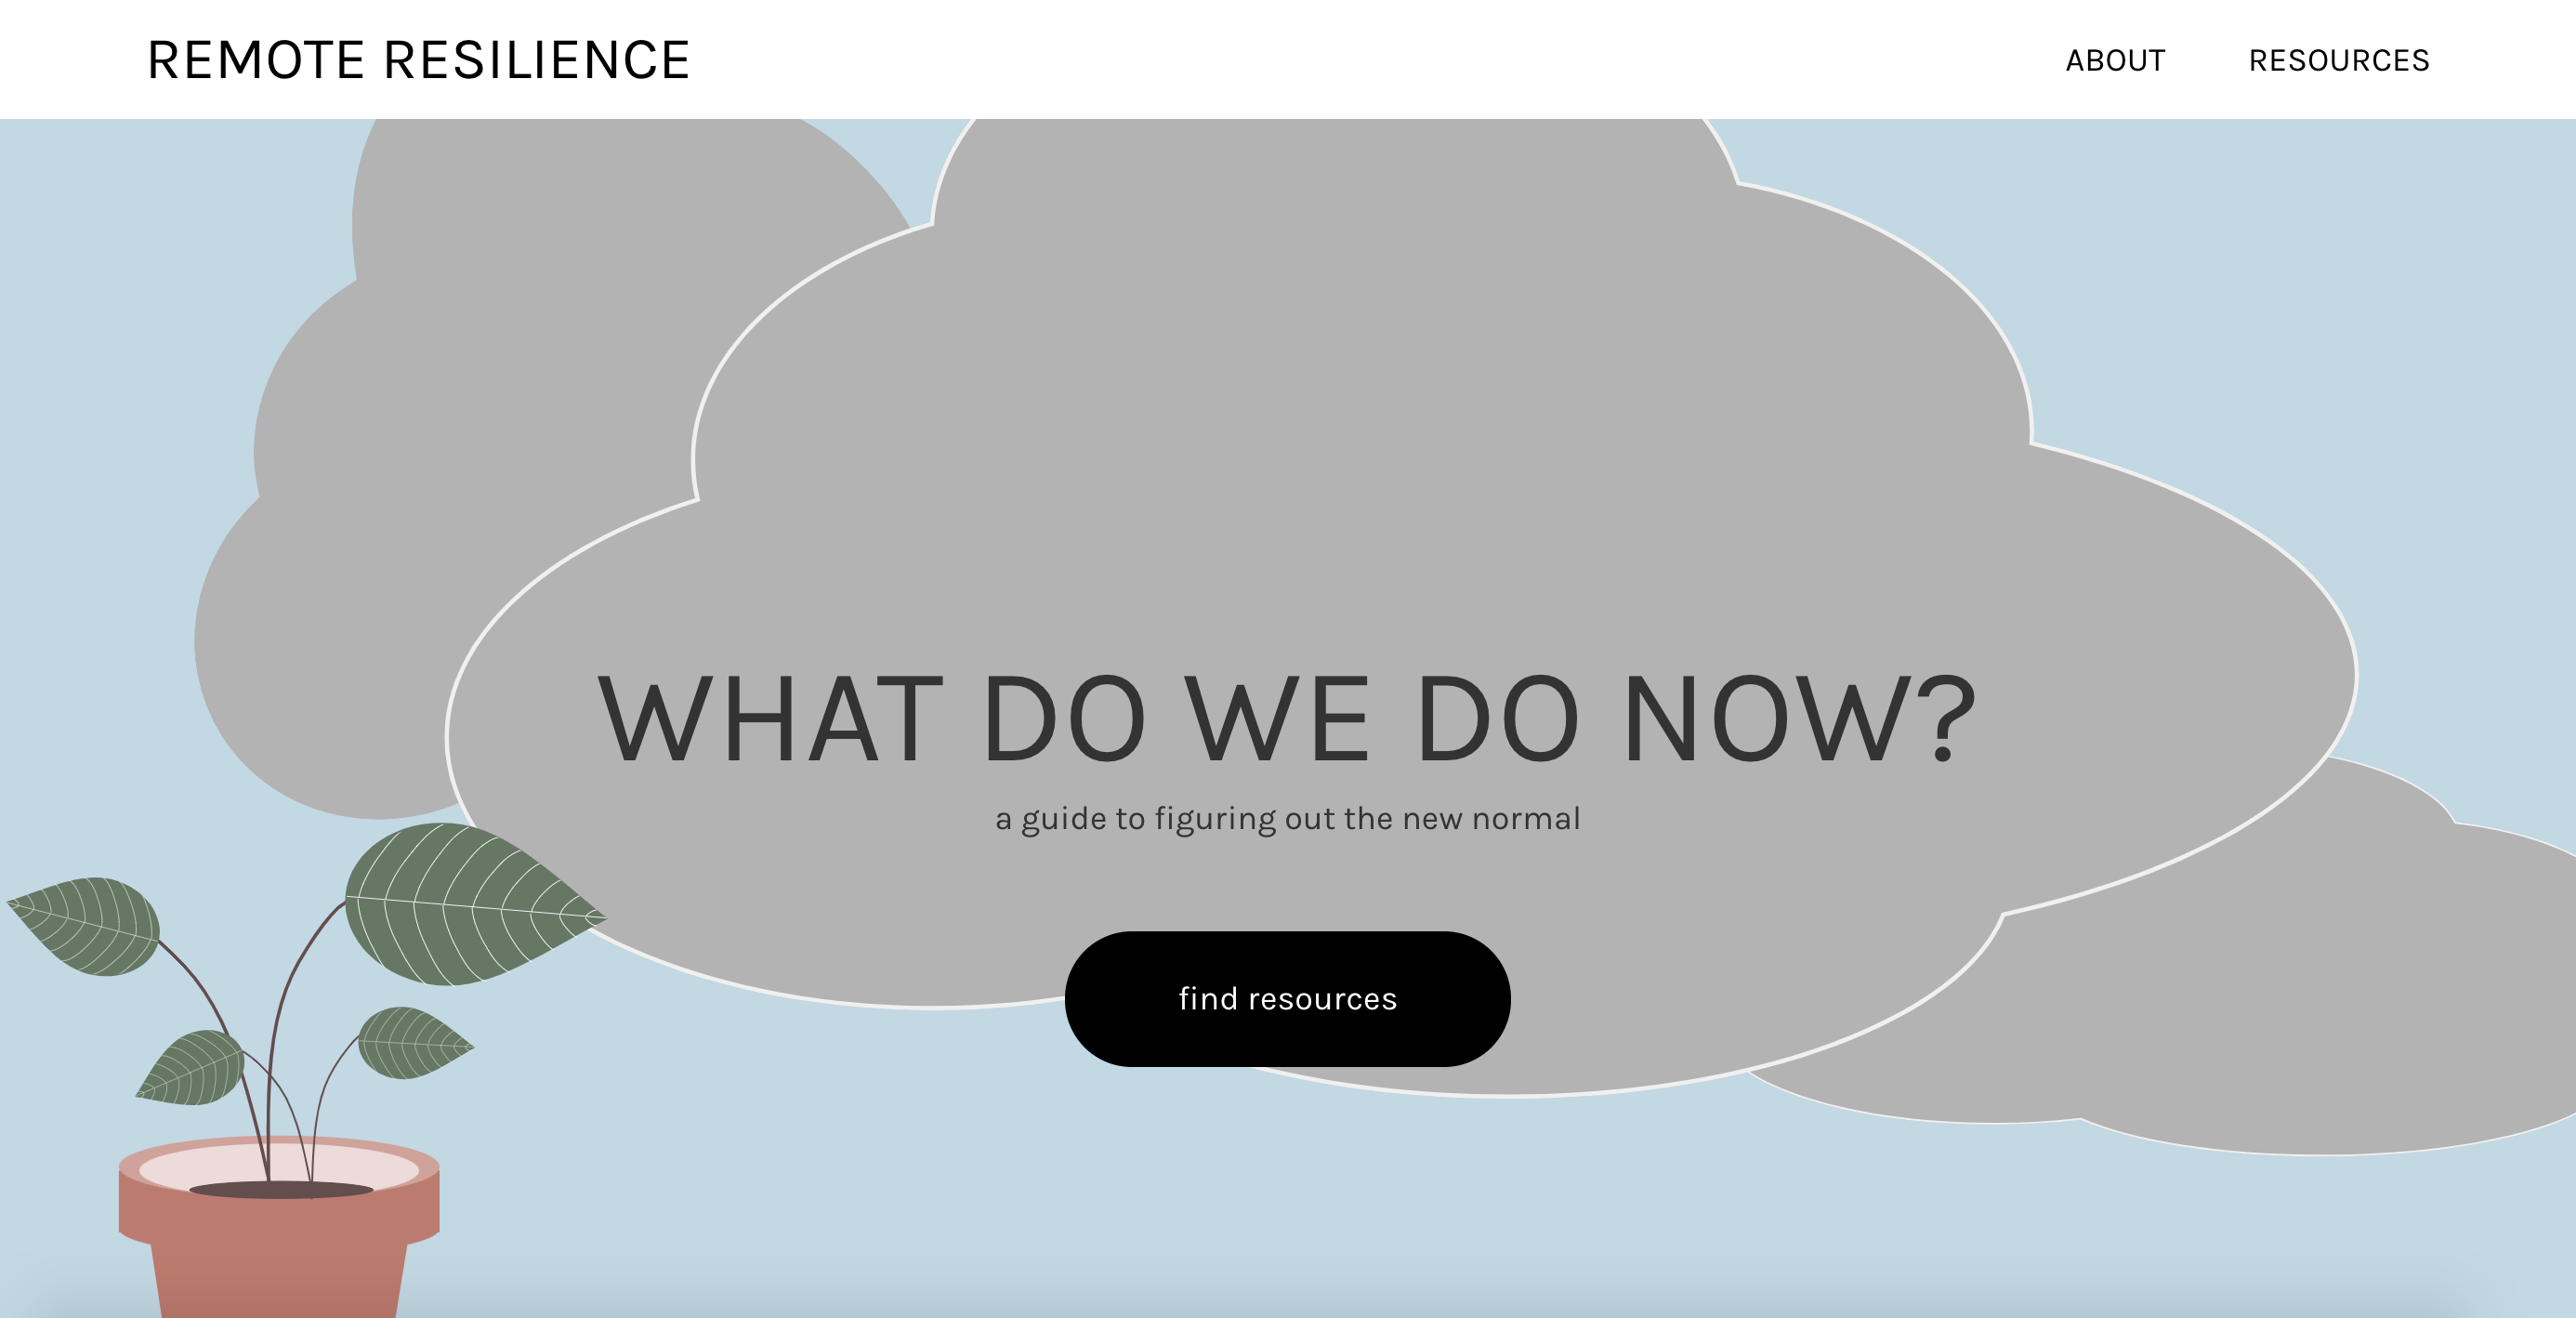 REMOTE RESILIENCE
ABOUT
RESOURCES
WHAT DO WE DO NOW?
a guide to figuring out the new normal
find resources